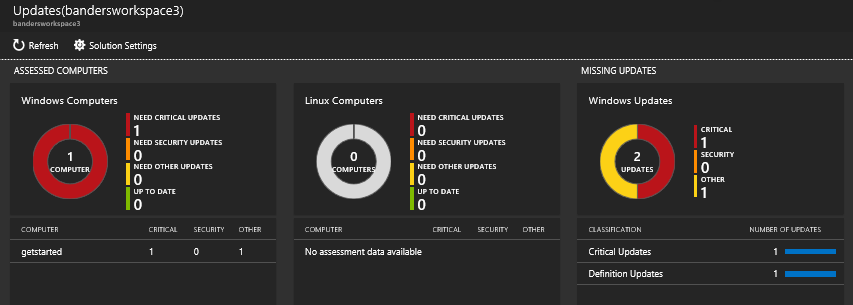 Updates(bandersworkspace3)
bandersworkspace3
Refresh Solution Settings
ASSESSED COMPUTERS
Windows Computers
1
COMPUTER
NEED CRITICAL UPDATES
1
NEED SECURITY UPDATES
0
NEED OTHER UPDATES
0
UP TO DATE
0
COMPUTER CRITICAL SECURITY OTHER
getstarted 1 0 1
Linux Computers
0
COMPUTERS
NEED CRITICAL UPDATES
0
NEED SECURITY UPDATES
0
NEED OTHER UPDATES
0
UP TO DATE
0
COMPUTER CRITICAL SECURITY OTHER
No assessment data available
MISSING UPDATES
Windows Updates
2
UPDATES
CRITICAL
1
SECURITY
0
OTHER
1
CLASSIFICATION NUMBER OF UPDATES
Critical Updates 1
Definition Updates 1